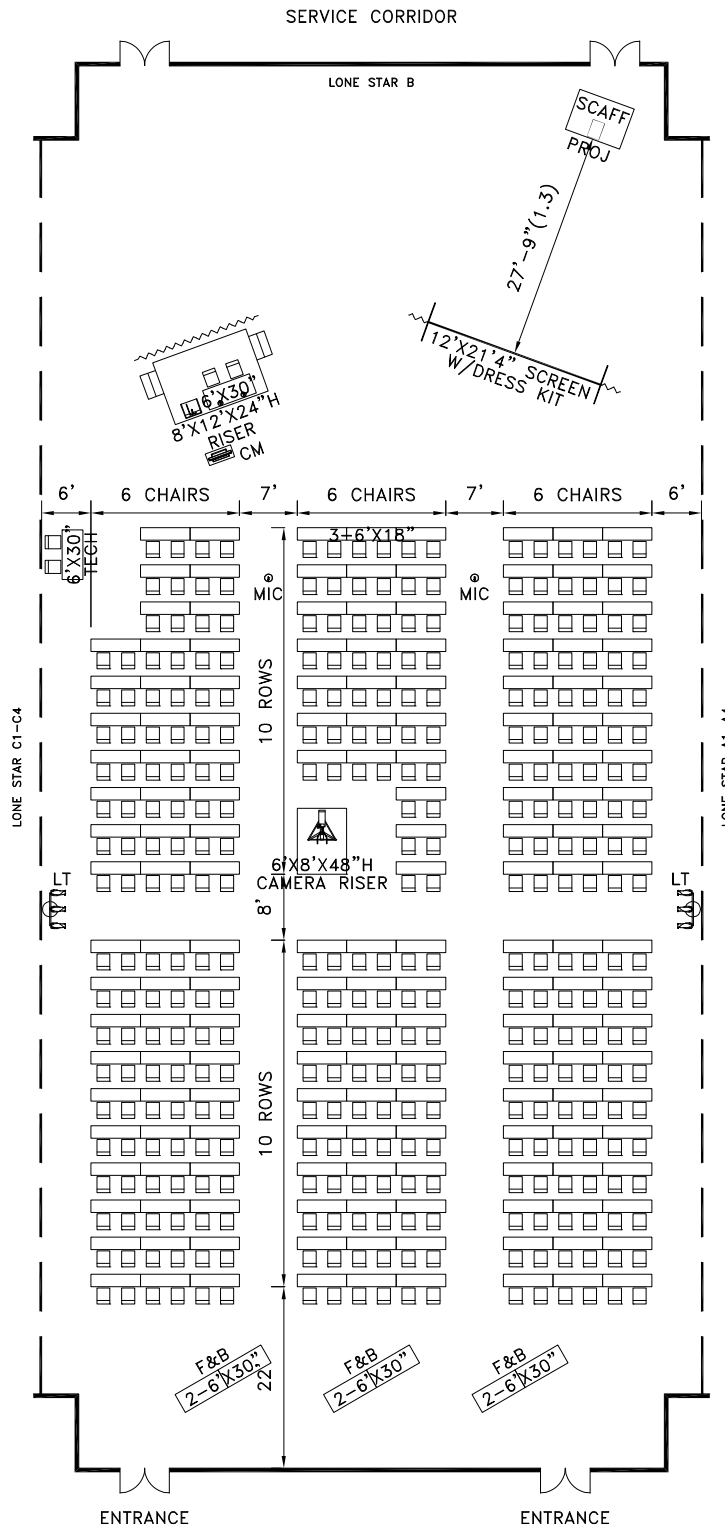 SERVICE CORRIDOR
LONE STAR B
SCAFF
PROJ
27'-9"(1.3)
12'X21'4" SCREEN
W/DRESS KIT
6'X30"
8'X12'X24"H
RISER
CM
6'
6 CHAIRS
7'
6 CHAIRS
7'
6 CHAIRS
6'
3-6'X18"
6'X30"
TECH
MIC
MIC
10 ROWS
LONE STAR C1-C4
6'X8'X48"H
CAMERA RISER
LT
LT
8'
10 ROWS
F&B
2-6'X30"
22'
F&B
2-6'X30"
F&B
2-6'X30"
ENTRANCE
ENTRANCE